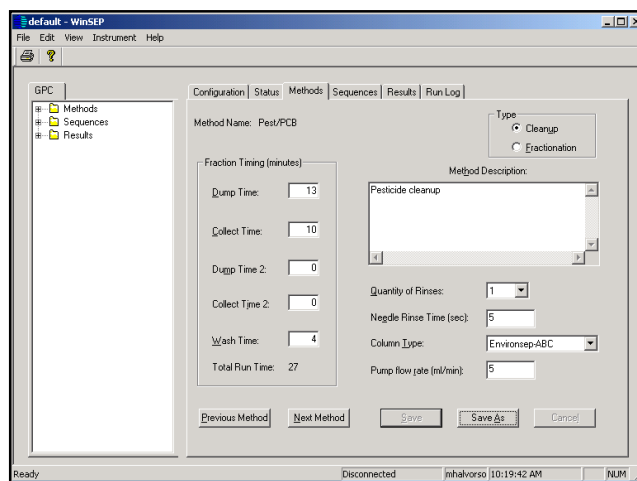 default - WinSEP
File Edit View Instrument Help
GPC
Methods
Sequences
Results
Configuration Status Methods Sequences Results Run Log
Method Name: Pest/PCB
Type
Cleanup
Fractionation
Fraction Timing (minutes)
Dump Time: 13
Collect Time: 10
Dump Time 2: 0
Collect Time 2: 0
Wash Time: 4
Total Run Time: 27
Method Description:
Pesticide cleanup
Quantity of Rinses: 1
Needle Rinse Time (sec): 5
Column Type: Environsep-ABC
Pump flow rate (ml/min): 5
Previous Method Next Method Save Save As Cancel
Ready Disconnected mhalvorso 10:19:42 AM NUM